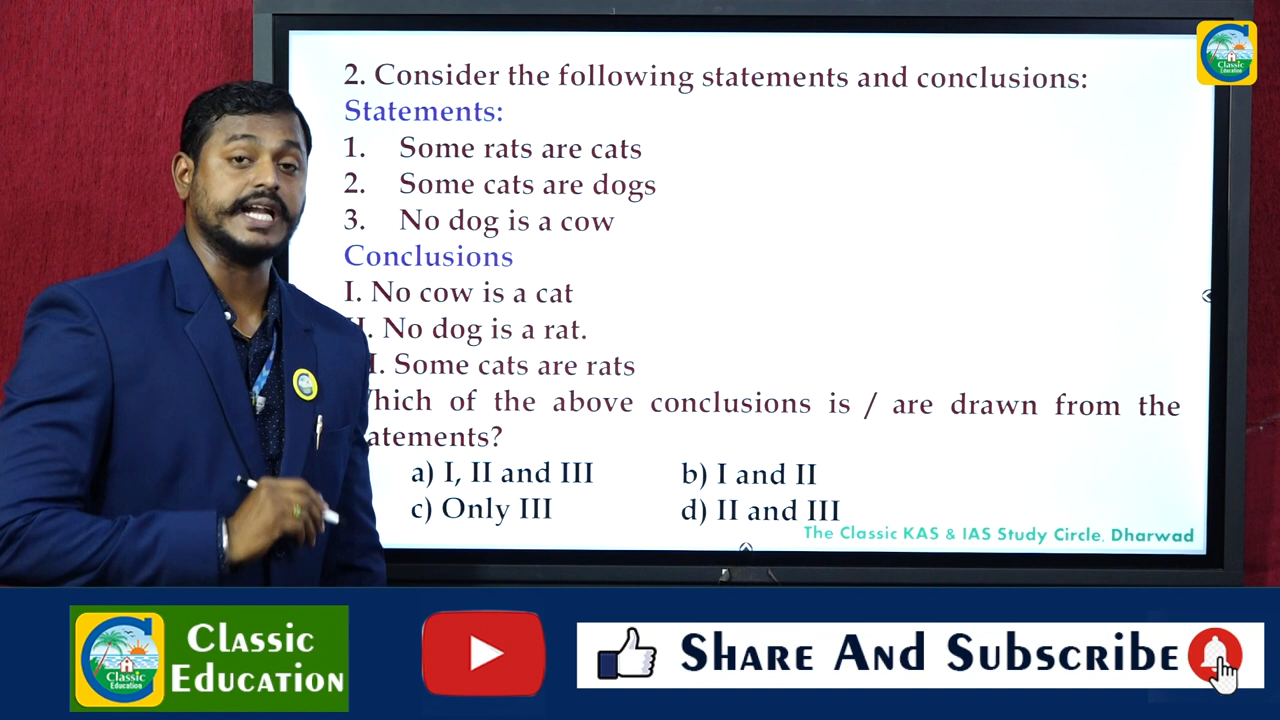 2. Consider the following statements and conclusions:
Statements:
1. Some rats are cats
2. Some cats are dogs
3. No dog is a cow
Conclusions
I. No cow is a cat
I. No dog is a rat.
I. Some cats are rats
hich of the above conclusions is / are drawn from the
atements?
a) I, II and III b) I and II
c) Only III d) II and III
The Classic KAS & IAS Study Circle, Dharwad
Classic
Education
Classic
Education
Classic
Education
Share And Subscribe